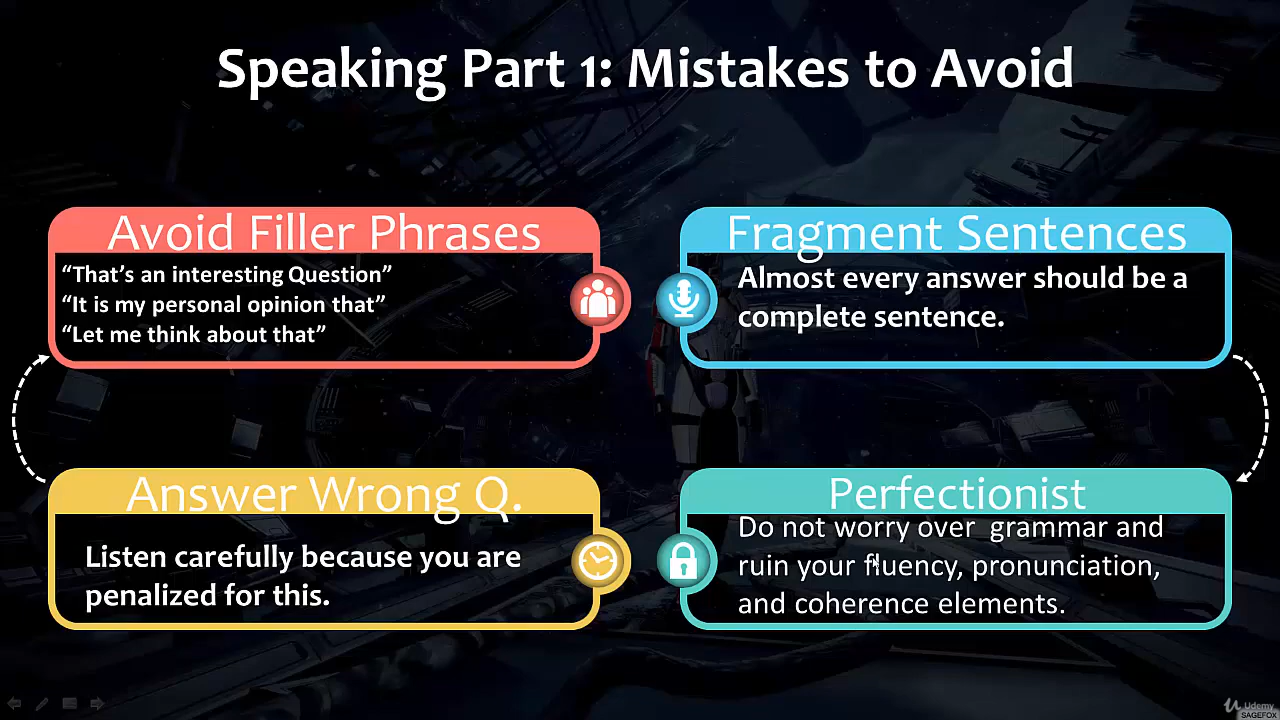 Speaking Part 1: Mistakes to Avoid
Avoid Filler Phrases
“That’s an interesting Question”
“It is my personal opinion that”
“Let me think about that”
Fragment Sentences
Almost every answer should be a
complete sentence.
Answer Wrong Q.
Listen carefully because you are
penalized for this.
Perfectionist
Do not worry over  grammar and
ruin your fluency, pronunciation,
and coherence elements.
Udemy
SAGEFOX